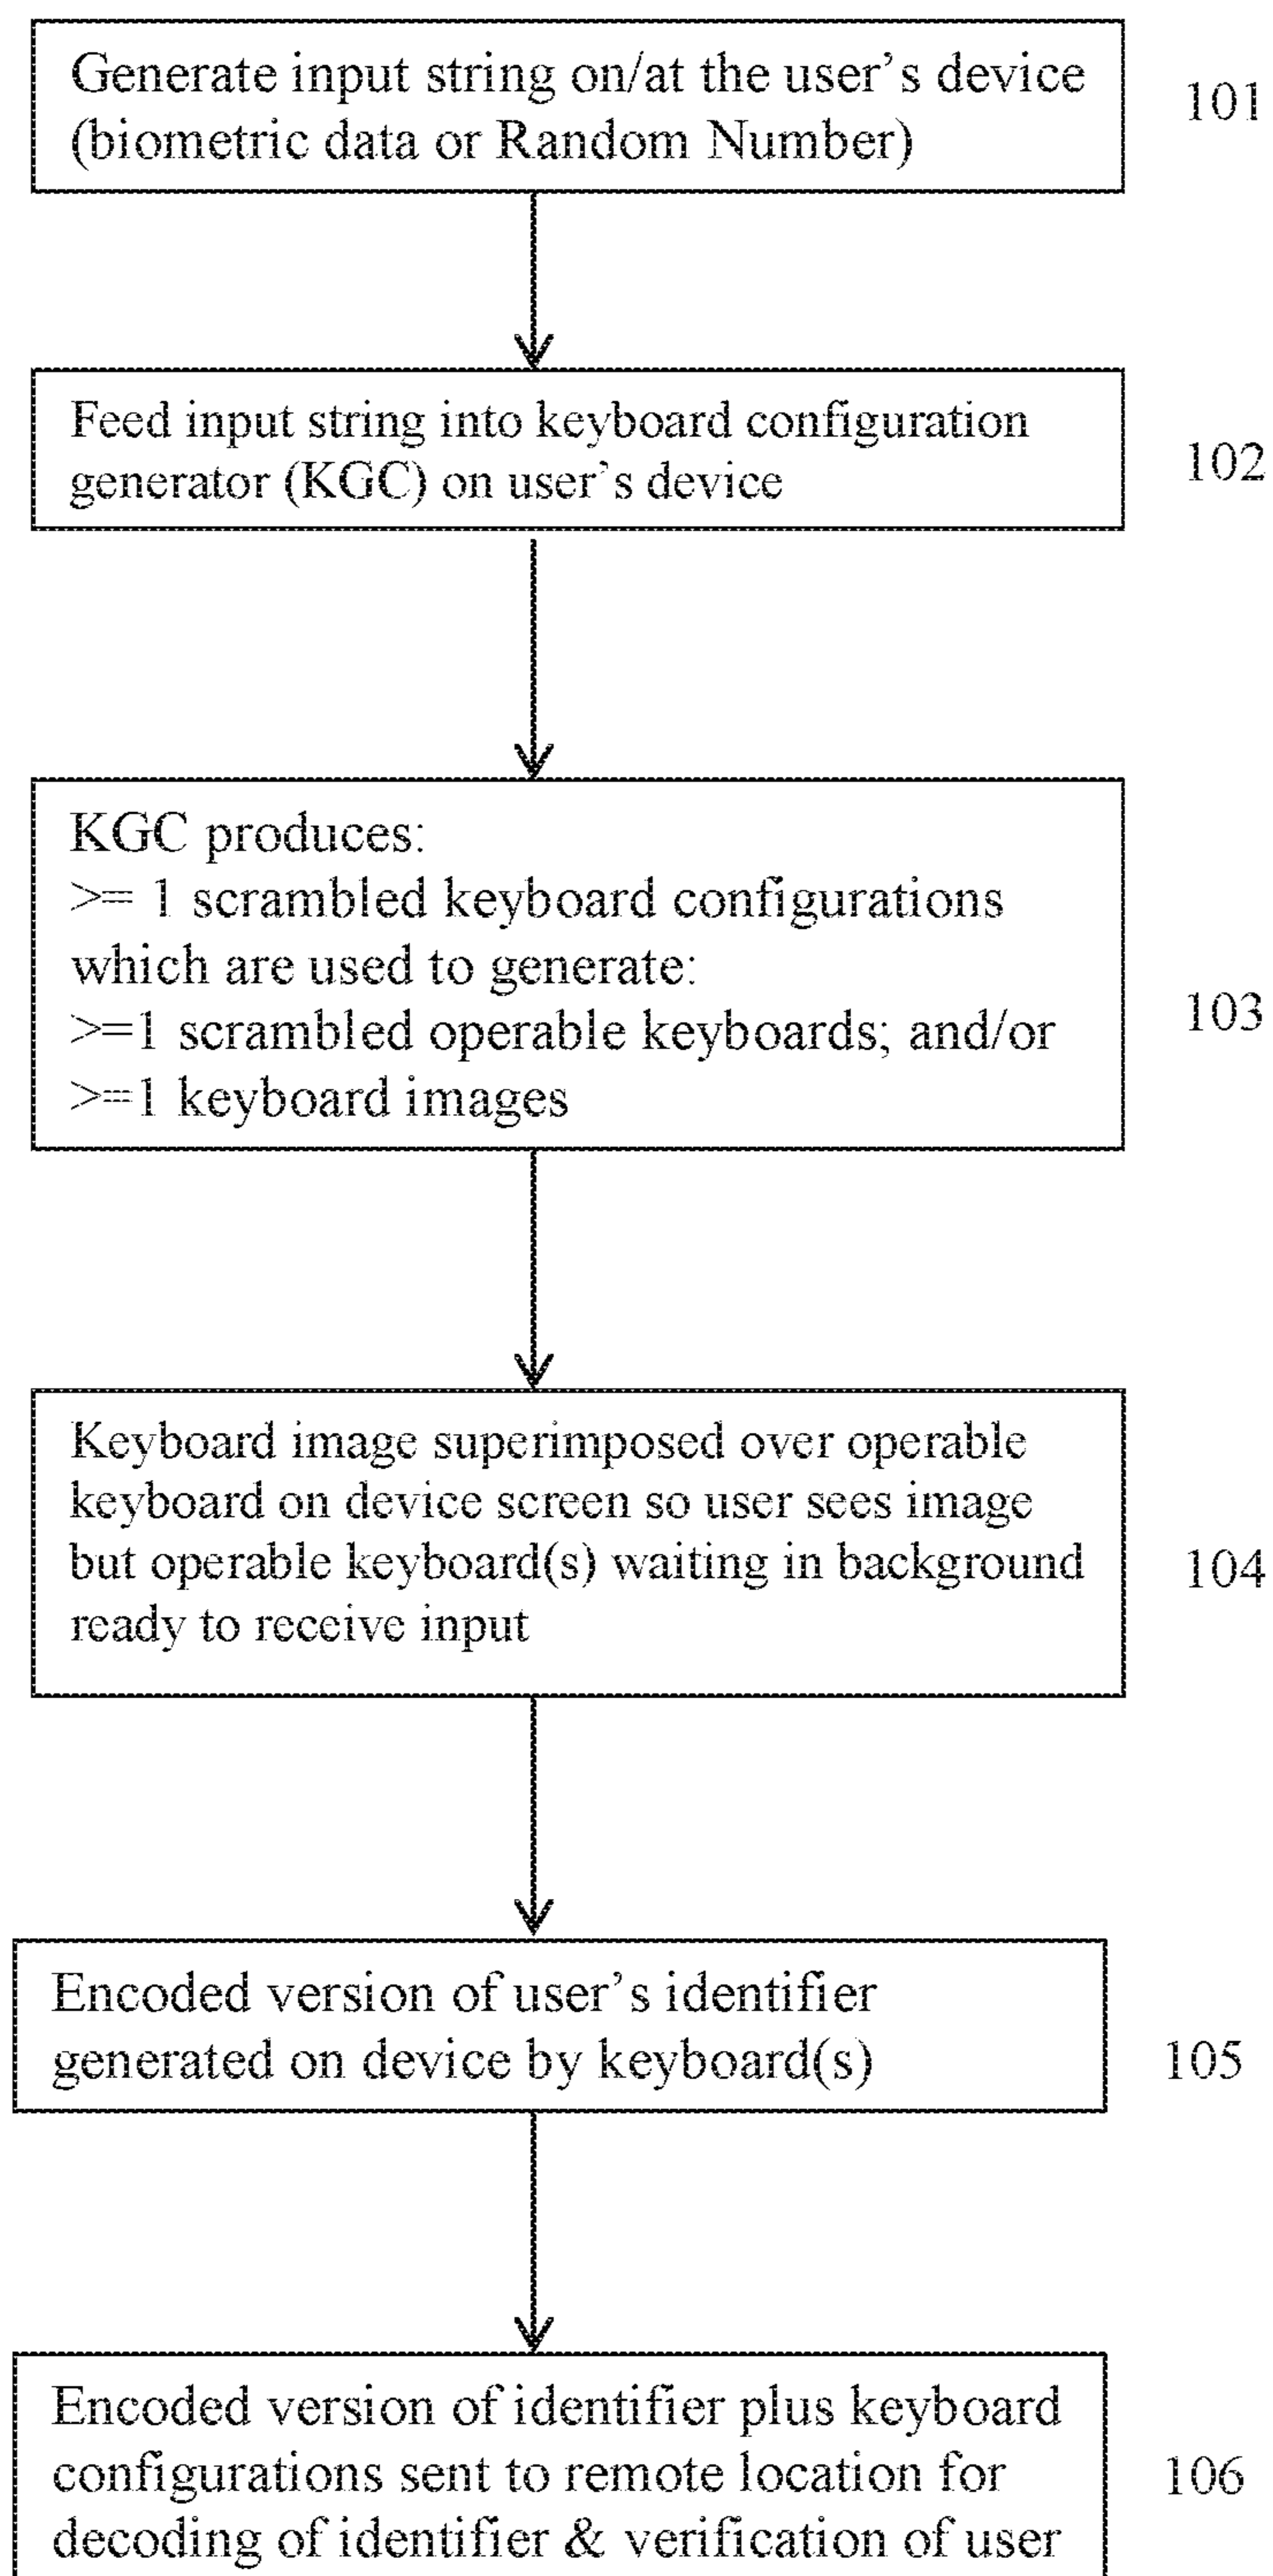 Generate input string on/at the user's device
(biometric data or Random Number)
101
Feed input string into keyboard configuration
generator (KGC) on user's device
102
KGC produces:
>= 1 scrambled keyboard configurations
which are used to generate:
>=1 scrambled operable keyboards; and/or
>=1 keyboard images
103
Keyboard image superimposed over operable
keyboard on device screen so user sees image
but operable keyboard(s) waiting in background
ready to receive input
104
Encoded version of user's identifier
generated on device by keyboard(s)
105
Encoded version of identifier plus keyboard
configurations sent to remote location for
decoding of identifier & verification of user
106